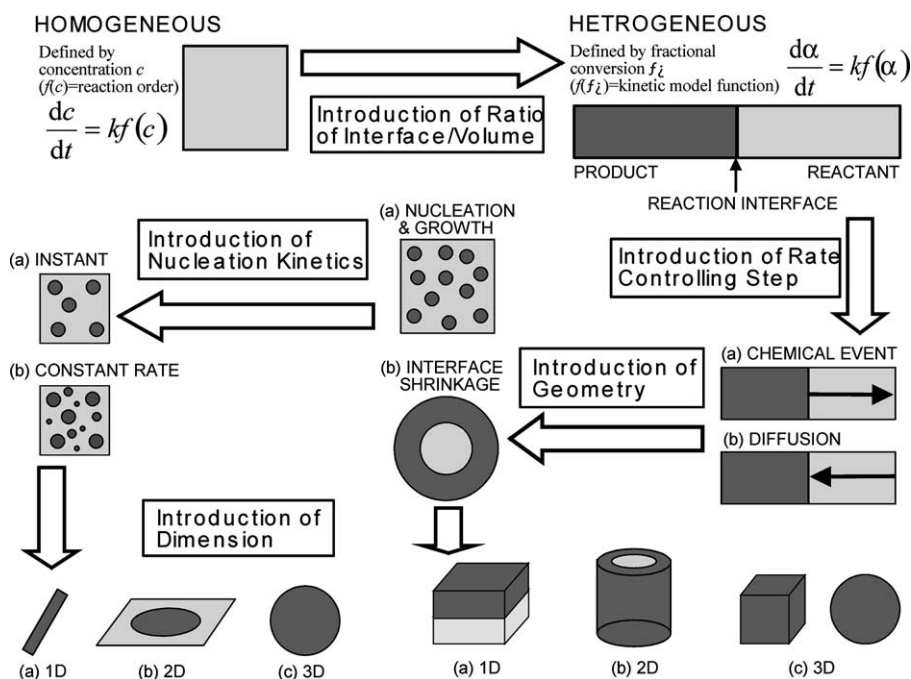 HOMOGENEOUS
Defined by
concentration c
(f(c)=reaction order)
dc/dt = kf(c)
Introduction of Ratio
of Interface/Volume
HETROGENEOUS
Defined by fractional
conversion ƒ¿
(f(ƒ¿)=kinetic model function)
dα/dt = kf(α)
PRODUCT
REACTANT
REACTION INTERFACE
Introduction of
Nucleation Kinetics
(a) NUCLEATION
& GROWTH
Introduction of Rate
Controlling Step
(a) INSTANT
(b) CONSTANT RATE
(b) INTERFACE
SHRINKAGE
Introduction of
Geometry
(a) CHEMICAL EVENT
(b) DIFFUSION
Introduction of
Dimension
(a) 1D
(b) 2D
(c) 3D
(a) 1D
(b) 2D
(c) 3D